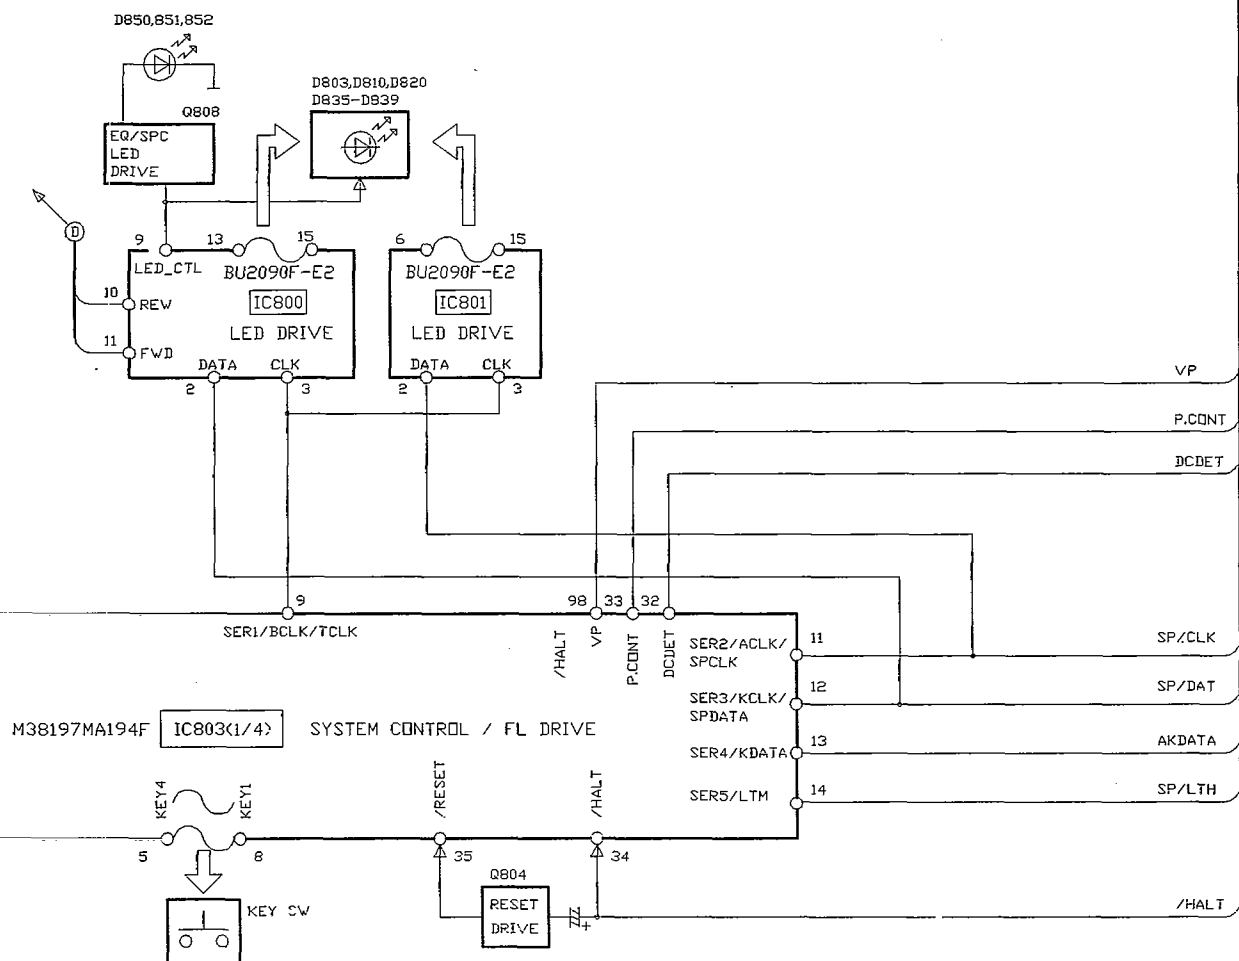 D850,851,852
D803,D810,D820
D835-D839
Q808
EQ/SPC
LED
DRIVE
D
9
13
15
6
15
LED_CTL
BU2090F-E2
BU2090F-E2
10
REW
IC800
IC801
LED DRIVE
LED DRIVE
11
FWD
DATA
CLK
DATA
CLK
2
3
2
3
VP
P.CONT
DCDET
9
98
33
32
SER1/BCLK/TCLK
/HALT
VP
P.CONT
DCDET
SER2/ACLK/
SPCLK
11
SP/CLK
SER3/KCLK/
SPDATA
12
SP/DAT
M38197MA194F
IC803(1/4)
SYSTEM CONTROL / FL DRIVE
SER4/KDATA
13
AKDATA
SER5/LTM
14
SP/LTH
KEY4
KEY1
/RESET
/HALT
5
8
35
34
Q804
RESET
DRIVE
+
/HALT
KEY SW